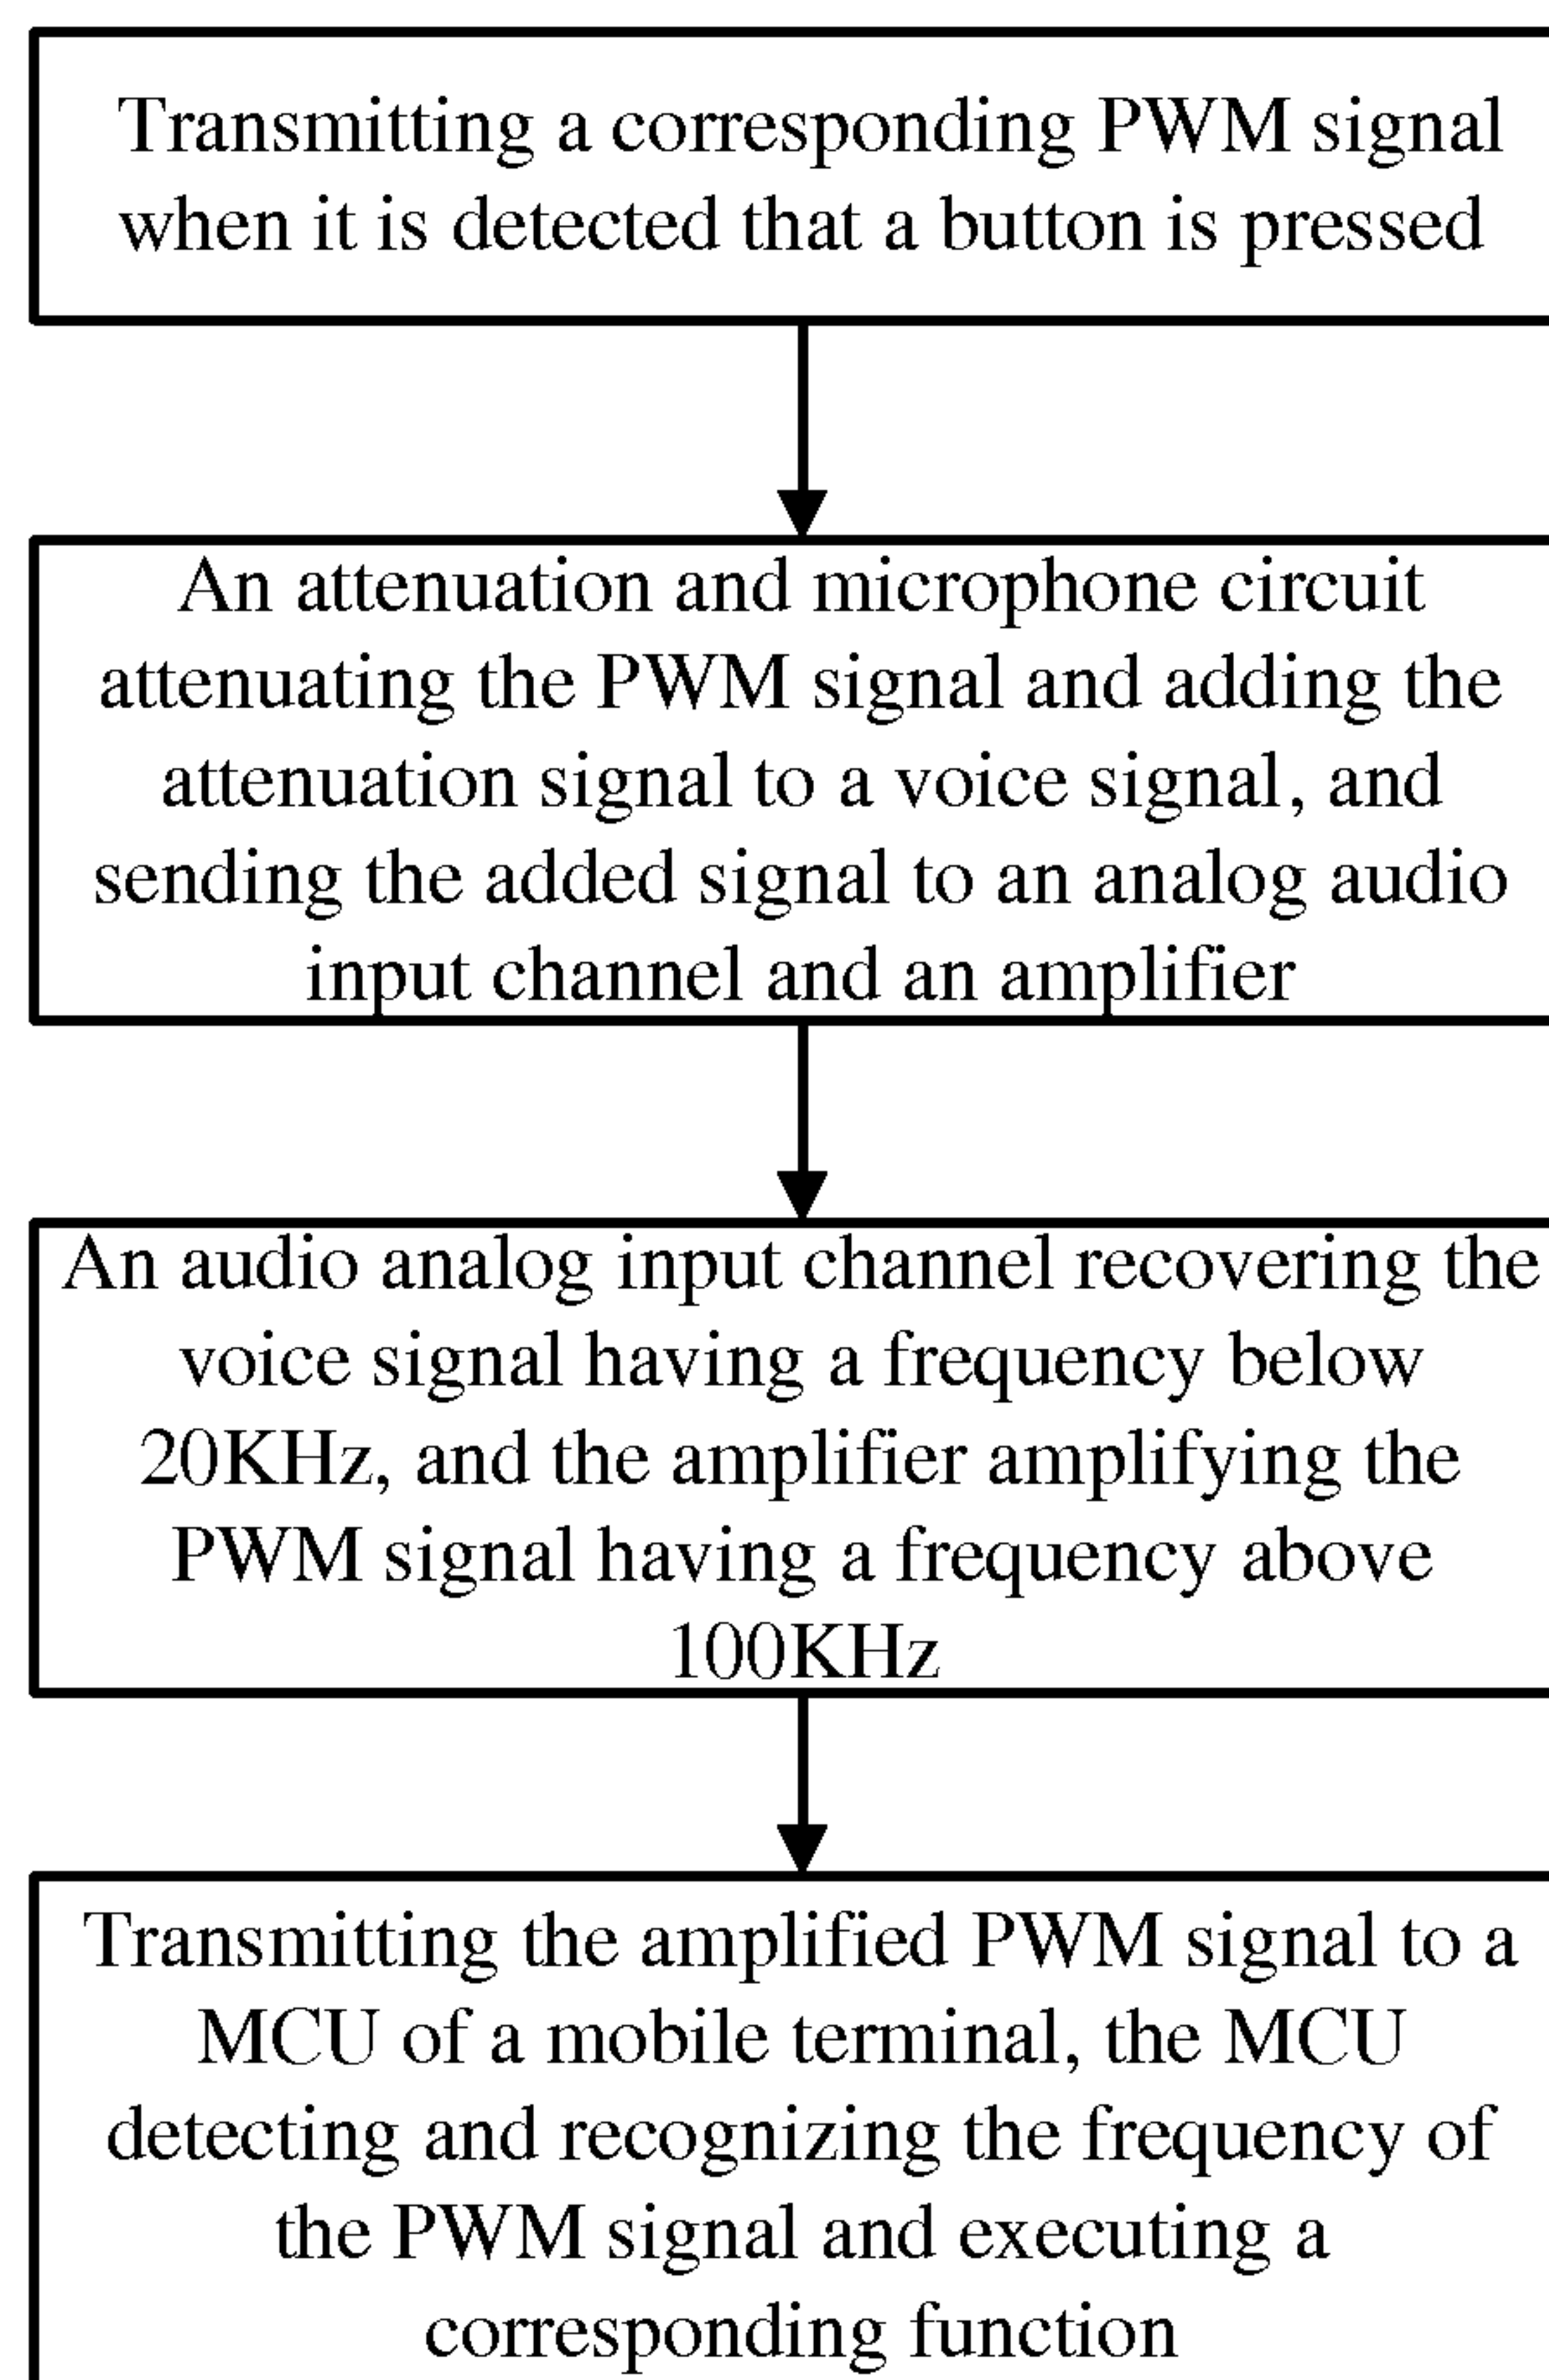 Transmitting a corresponding PWM signal
when it is detected that a button is pressed
An attenuation and microphone circuit
attenuating the PWM signal and adding the
attenuation signal to a voice signal, and
sending the added signal to an analog audio
input channel and an amplifier
An audio analog input channel recovering the
voice signal having a frequency below
20KHz, and the amplifier amplifying the
PWM signal having a frequency above
100KHz
Transmitting the amplified PWM signal to a
MCU of a mobile terminal, the MCU
detecting and recognizing the frequency of
the PWM signal and executing a
corresponding function